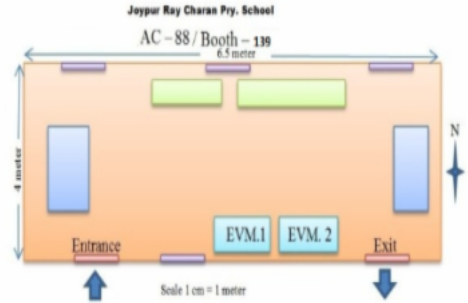 Joypur Ray Charan Pry. School
AC – 88 / Booth – 139
6.5 meter
4 meter
N
EVM.1
EVM. 2
Entrance
Exit
Scale 1 cm = 1 meter